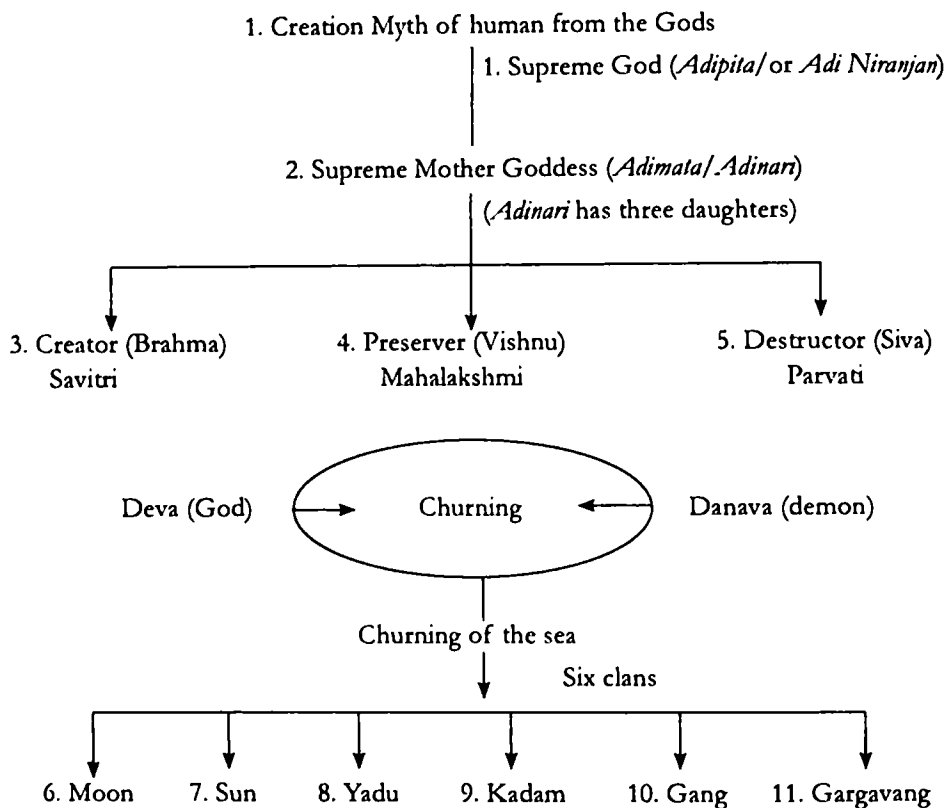 1. Creation Myth of human from the Gods
1. Supreme God (Adipita/or Adi Niranjan)
2. Supreme Mother Goddess (Adimata/Adinari)
(Adinari has three daughters)
3. Creator (Brahma)
Savitri
4. Preserver (Vishnu)
Mahalakshmi
5. Destructor (Siva)
Parvati
Deva (God)
Churning
Danava (demon)
Churning of the sea
Six clans
6. Moon
7. Sun
8. Yadu
9. Kadam
10. Gang
11. Gargavang